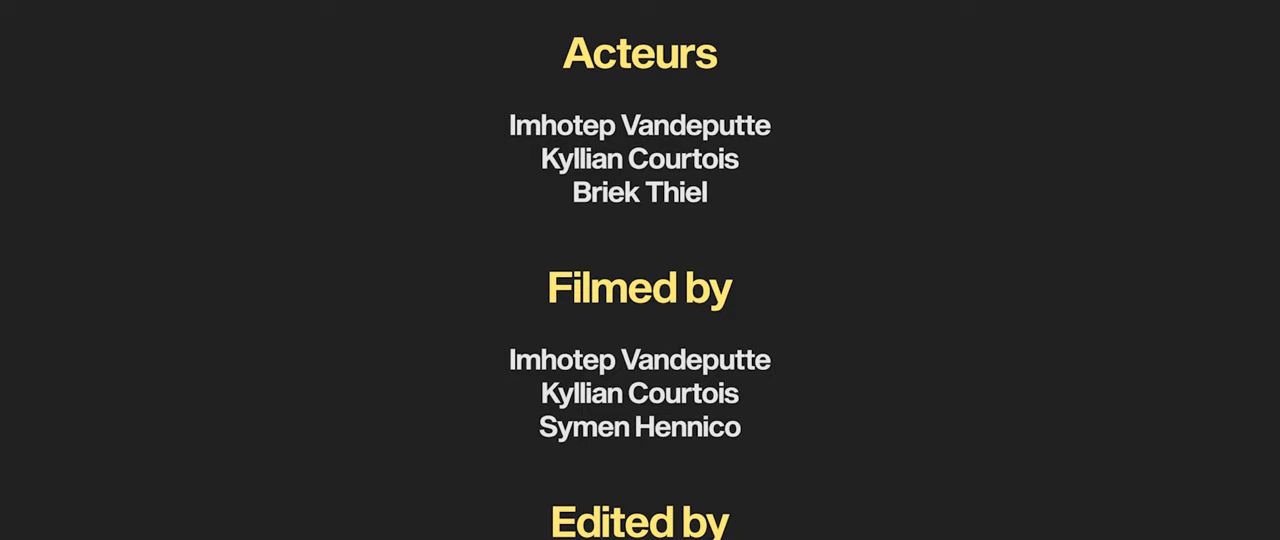 Acteurs
Imhotep Vandeputte
Kyllian Courtois
Briek Thiel
Filmed by
Imhotep Vandeputte
Kyllian Courtois
Symen Hennico
Edited by